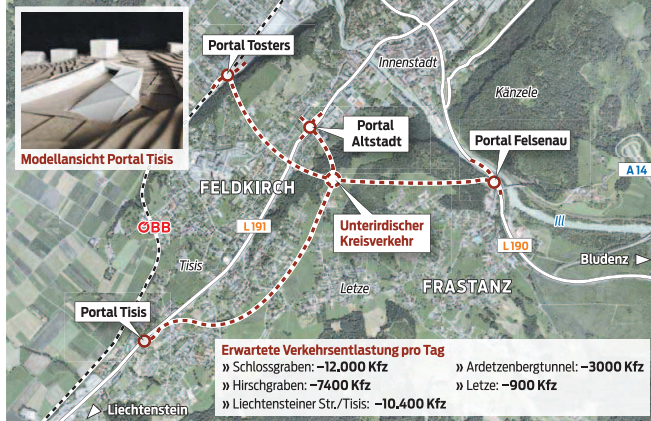 Modellansicht Portal Tisis
Portal Tosters
Innenstadt
Känzele
Portal
Altstadt
Portal Felsenau
A 14
FELDKIRCH
ÖBB
L 191
Unterirdischer
Kreisverkehr
Ill
L 190
Bludenz
Tisis
Letze
FRASTANZ
Portal Tisis
Liechtenstein
Erwartete Verkehrsentlastung pro Tag
» Schlossgraben: –12.000 Kfz
» Hirschgraben: –7400 Kfz
» Liechtensteiner Str./Tisis: –10.400 Kfz
» Ardetzenbergtunnel: –3000 Kfz
» Letze: –900 Kfz